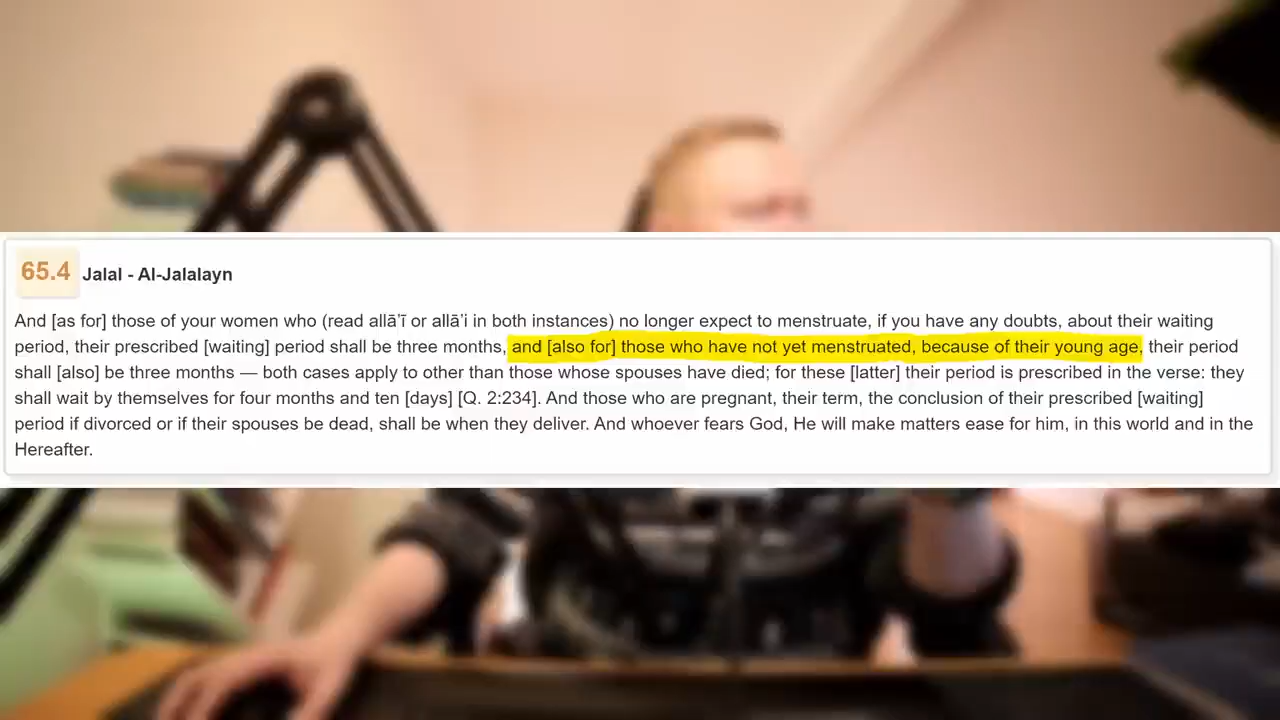 65.4 Jalal - Al-Jalalayn
And [as for] those of your women who (read allā'ī or allā'i in both instances) no longer expect to menstruate, if you have any doubts, about their waiting
period, their prescribed [waiting] period shall be three months, and [also for] those who have not yet menstruated, because of their young age, their period
shall [also] be three months — both cases apply to other than those whose spouses have died; for these [latter] their period is prescribed in the verse: they
shall wait by themselves for four months and ten [days] [Q. 2:234]. And those who are pregnant, their term, the conclusion of their prescribed [waiting]
period if divorced or if their spouses be dead, shall be when they deliver. And whoever fears God, He will make matters ease for him, in this world and in the
Hereafter.